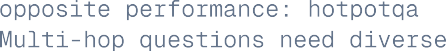 opposite performance: hotpotqa
Multi-hop questions need diverse